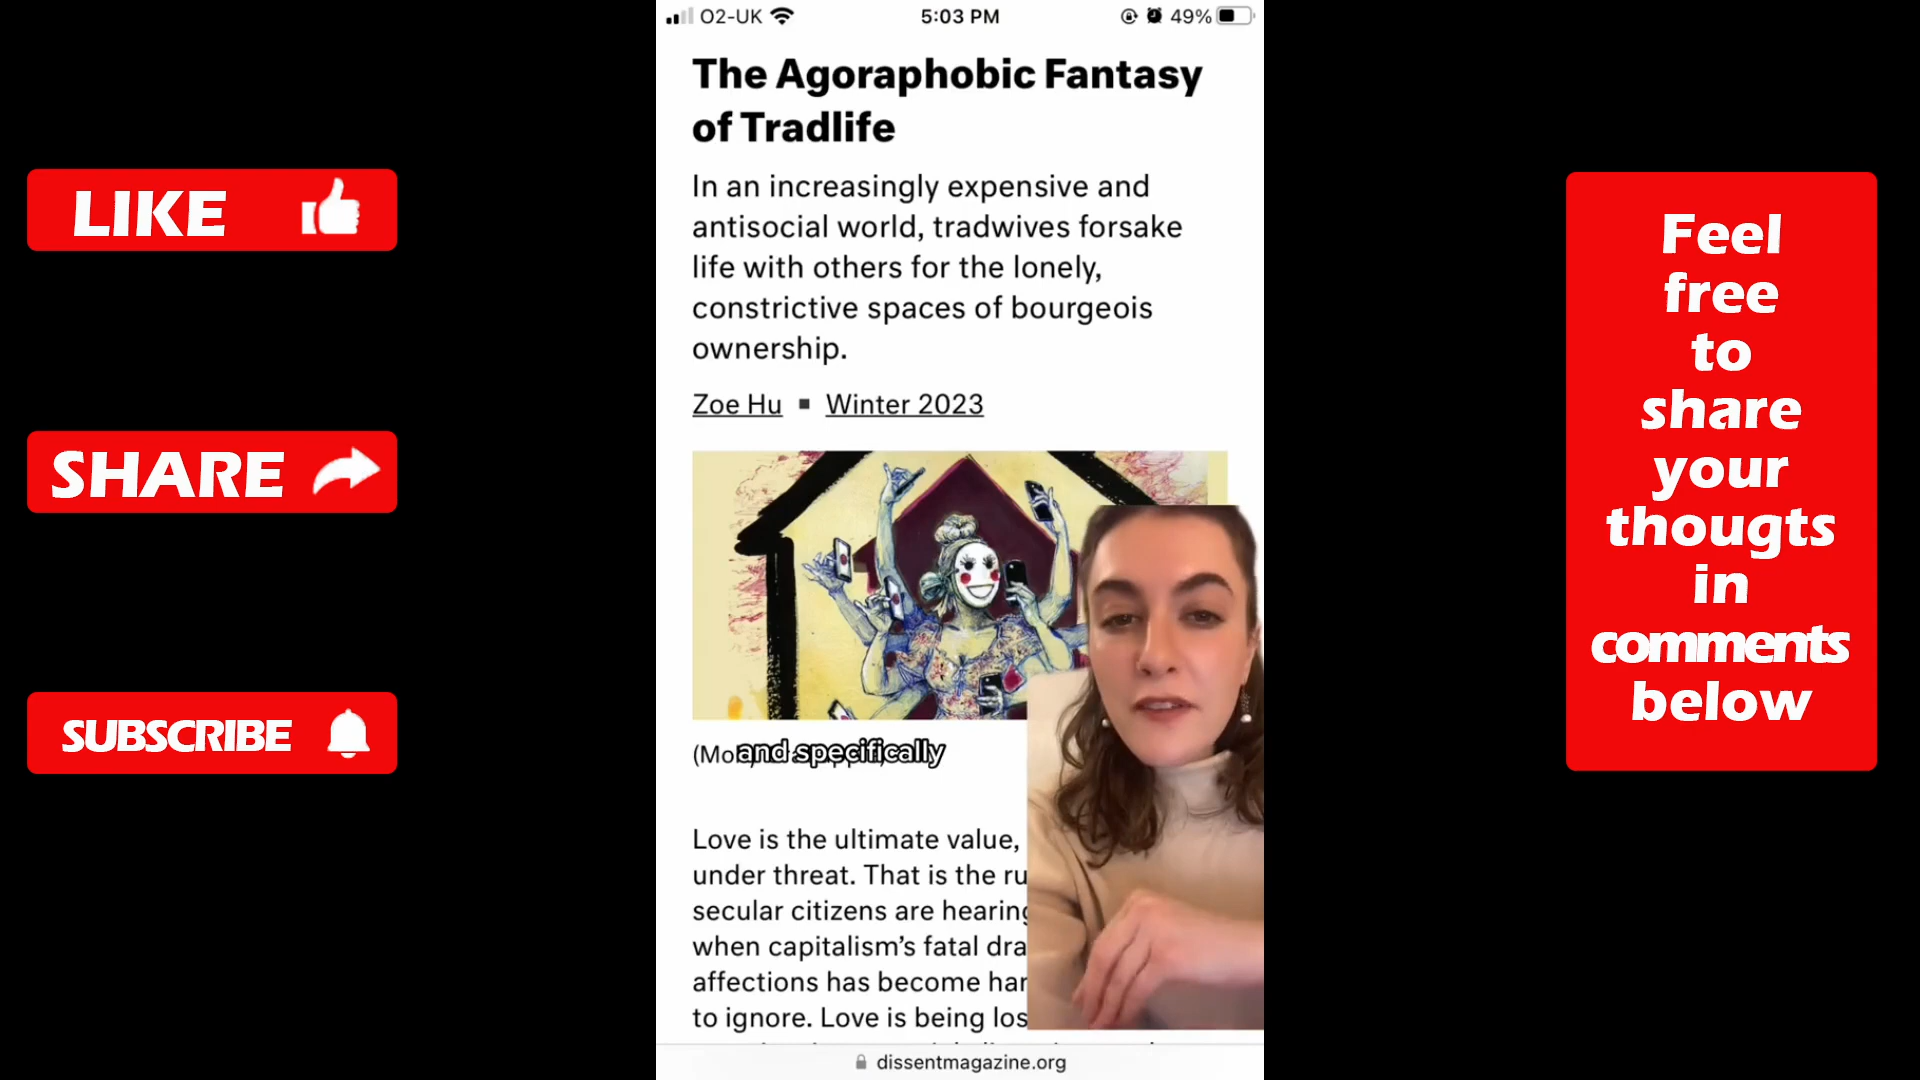 O2-UK
5:03 PM
49%
The Agoraphobic Fantasy
of Tradlife
In an increasingly expensive and
antisocial world, tradwives forsake
life with others for the lonely,
constrictive spaces of bourgeois
ownership.
Zoe Hu ▪ Winter 2023
and specifically
Love is the ultimate value,
under threat. That is the
secular citizens are hearing
when capitalism’s fatal
affections has become
to ignore. Love is being
dissentmagazine.org
LIKE
SHARE
SUBSCRIBE
Feel
free
to
share
your
thougts
in
comments
below